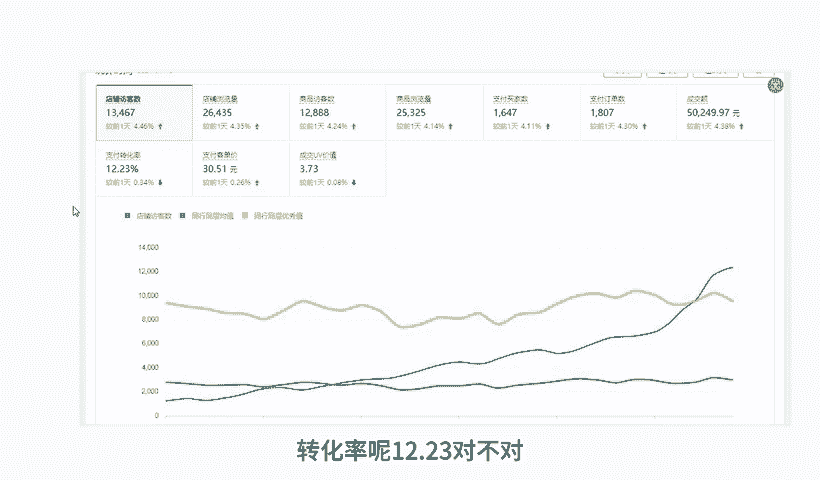 店铺访客数 店铺浏览量 商品访客数 商品浏览量 支付买家数 支付订单数 成交额
13,467 26,435 12,888 25,325 1,647 1,807 50,249.97 元
较前1天 4.46% 较前1天 4.35% 较前1天 4.24% 较前1天 4.14% 较前1天 4.11% 较前1天 4.30% 较前1天 4.38%
支付转化率 支付客单价 成交UV价值
12.23% 30.51 元 3.73
较前1天 0.34% 较前1天 0.26% 较前1天 0.08%
店铺访客数 同行同层均值 同行同层优秀值
14,000
12,000
10,000
8,000
6,000
4,000
2,000
0
转化率呢12.23对不对